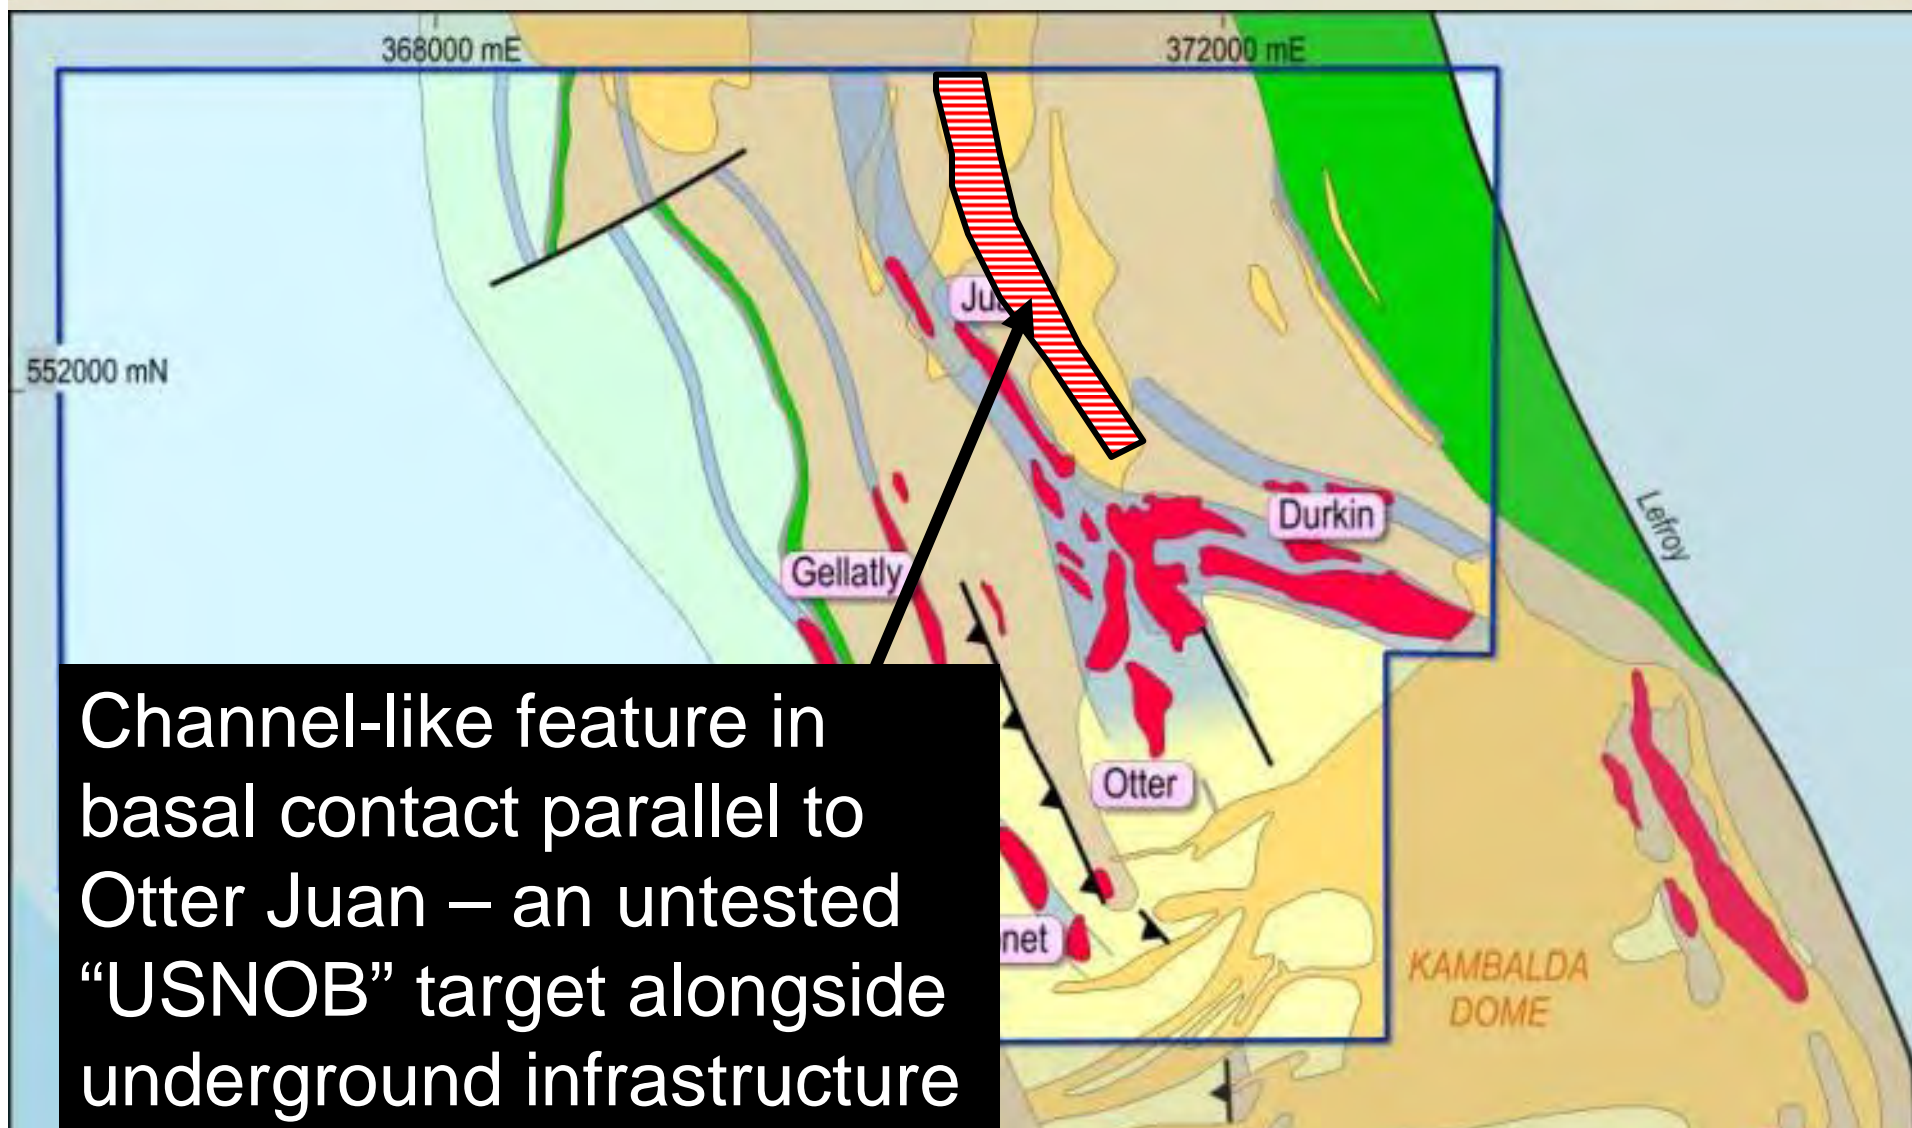 368000 mE
372000 mE
552000 mN
Durkin
Lefroy
Gellatly
Otter
KAMBALDA
DOME
Channel-like feature in
basal contact parallel to
Otter Juan – an untested
“USNOB” target alongside
underground infrastructure